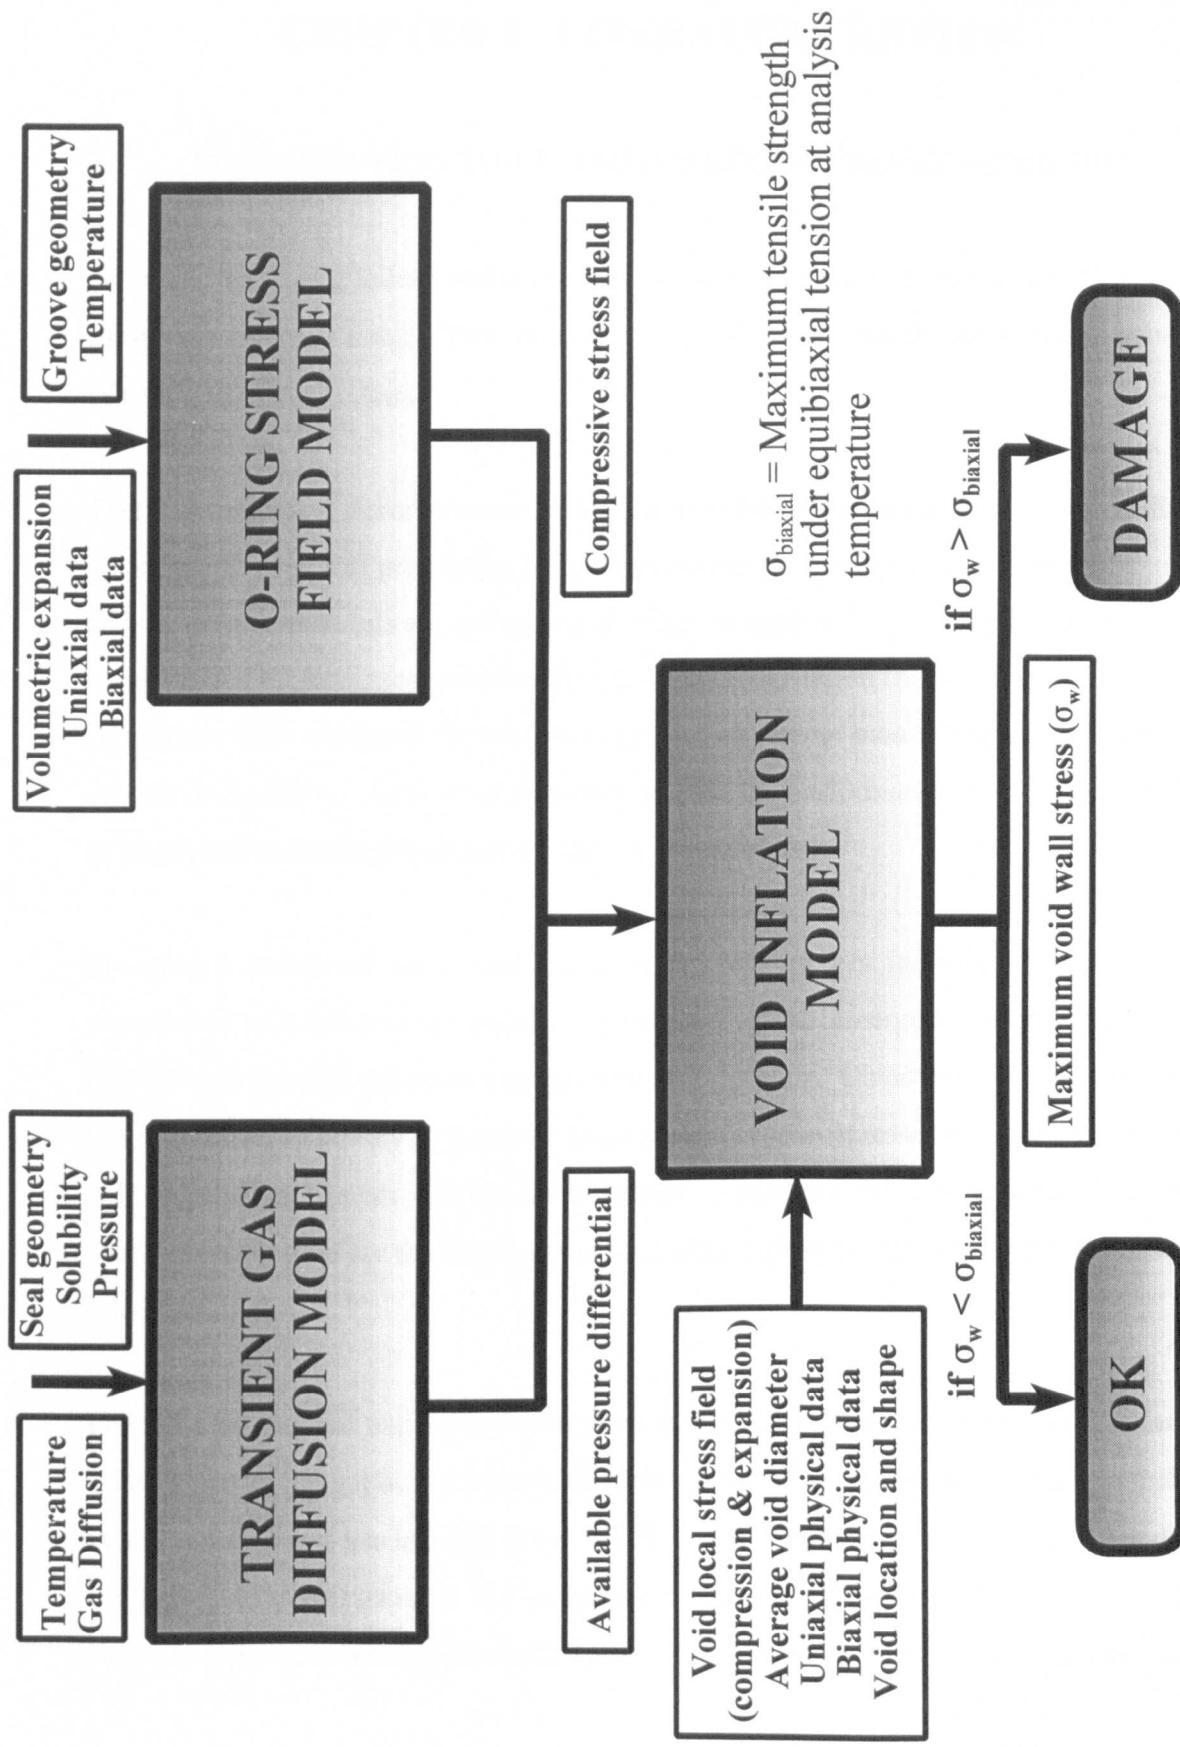 Temperature
Gas Diffusion
Seal geometry
Solubility
Pressure
Volumetric expansion
Uniaxial data
Biaxial data
Groove geometry
Temperature
TRANSIENT GAS
DIFFUSION MODEL
O-RING STRESS
FIELD MODEL
Available pressure differential
Compressive stress field
Void local stress field
(compression & expansion)
Average void diameter
Uniaxial physical data
Biaxial physical data
Void location and shape
VOID INFLATION
MODEL
σbiaxial = Maximum tensile strength
under equibiaxial tension at analysis
temperature
if σw < σbiaxial
if σw > σbiaxial
Maximum void wall stress (σw)
OK
DAMAGE